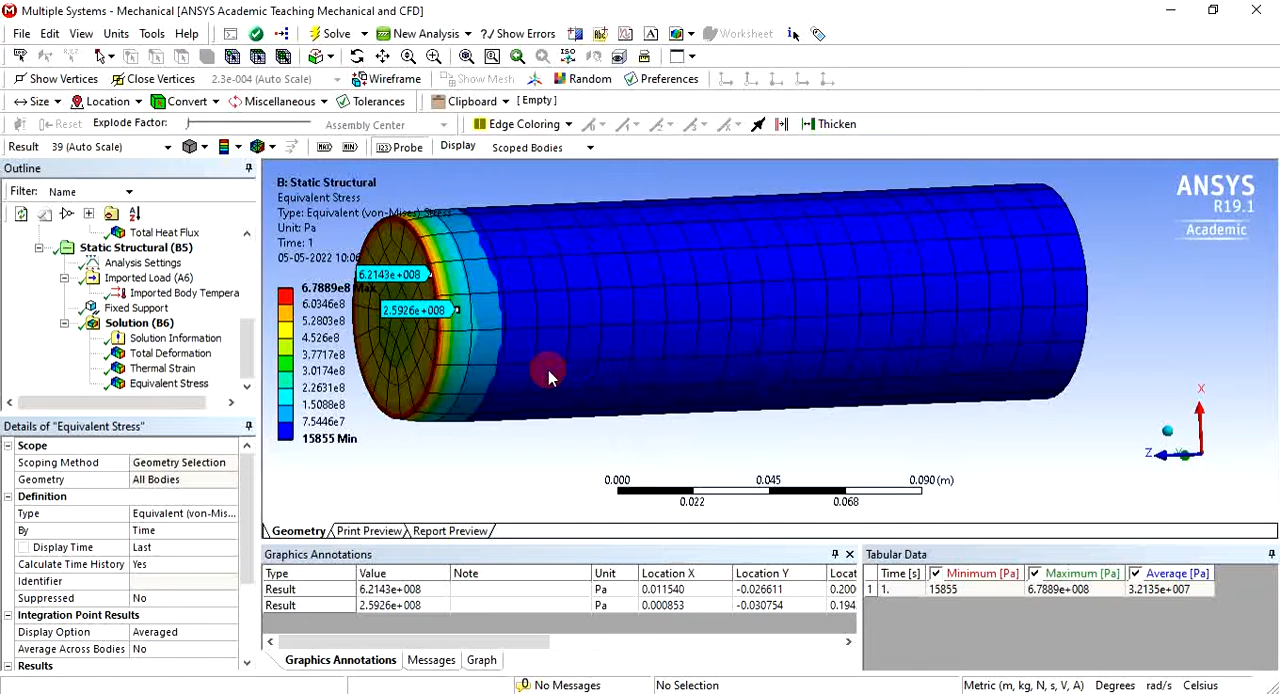 Multiple Systems - Mechanical [ANSYS Academic Teaching Mechanical and CFD]
File Edit View Units Tools Help Solve New Analysis ?/ Show Errors Worksheet
Show Vertices Close Vertices 2.3e-004 (Auto Scale) Wireframe Show Mesh Random Preferences
Size Location Convert Miscellaneous Tolerances Clipboard [ Empty ]
Reset Explode Factor: Assembly Center Edge Coloring Thicken
Result 39 (Auto Scale) MAX MIN Probe Display Scoped Bodies
Outline
Filter: Name
Total Heat Flux
Static Structural (B5)
Analysis Settings
Imported Load (A6)
Imported Body Tempera
Fixed Support
Solution (B6)
Solution Information
Total Deformation
Thermal Strain
Equivalent Stress
Details of "Equivalent Stress"
Scope
Scoping Method Geometry Selection
Geometry All Bodies
Definition
Type Equivalent (von-Mis...
By Time
Display Time Last
Calculate Time History Yes
Identifier
Suppressed No
Integration Point Results
Display Option Averaged
Average Across Bodies No
Results
B: Static Structural
Equivalent Stress
Type: Equivalent (von-Mises) Stress
Unit: Pa
Time: 1
05-05-2022 10:06
6.7889e8 Max
6.0346e8
5.2803e8
4.526e8
3.7717e8
3.0174e8
2.2631e8
1.5088e8
7.5446e7
15855 Min
6.2143e+008
2.5926e+008
ANSYS
R19.1
Academic
X
Z
Y
0.000 0.045 0.090 (m)
0.022 0.068
Geometry Print Preview Report Preview
Graphics Annotations
Type Value Note Unit Location X Location Y Locat
Result 6.2143e+008 Pa 0.011540 -0.026611 0.200
Result 2.5926e+008 Pa 0.000853 -0.030754 0.194
Graphics Annotations Messages Graph
Tabular Data
Time [s] Minimum [Pa] Maximum [Pa] Average [Pa]
1 1. 15855 6.7889e+008 3.2135e+007
0 No Messages No Selection Metric (m, kg, N, s, V, A) Degrees rad/s Celsius